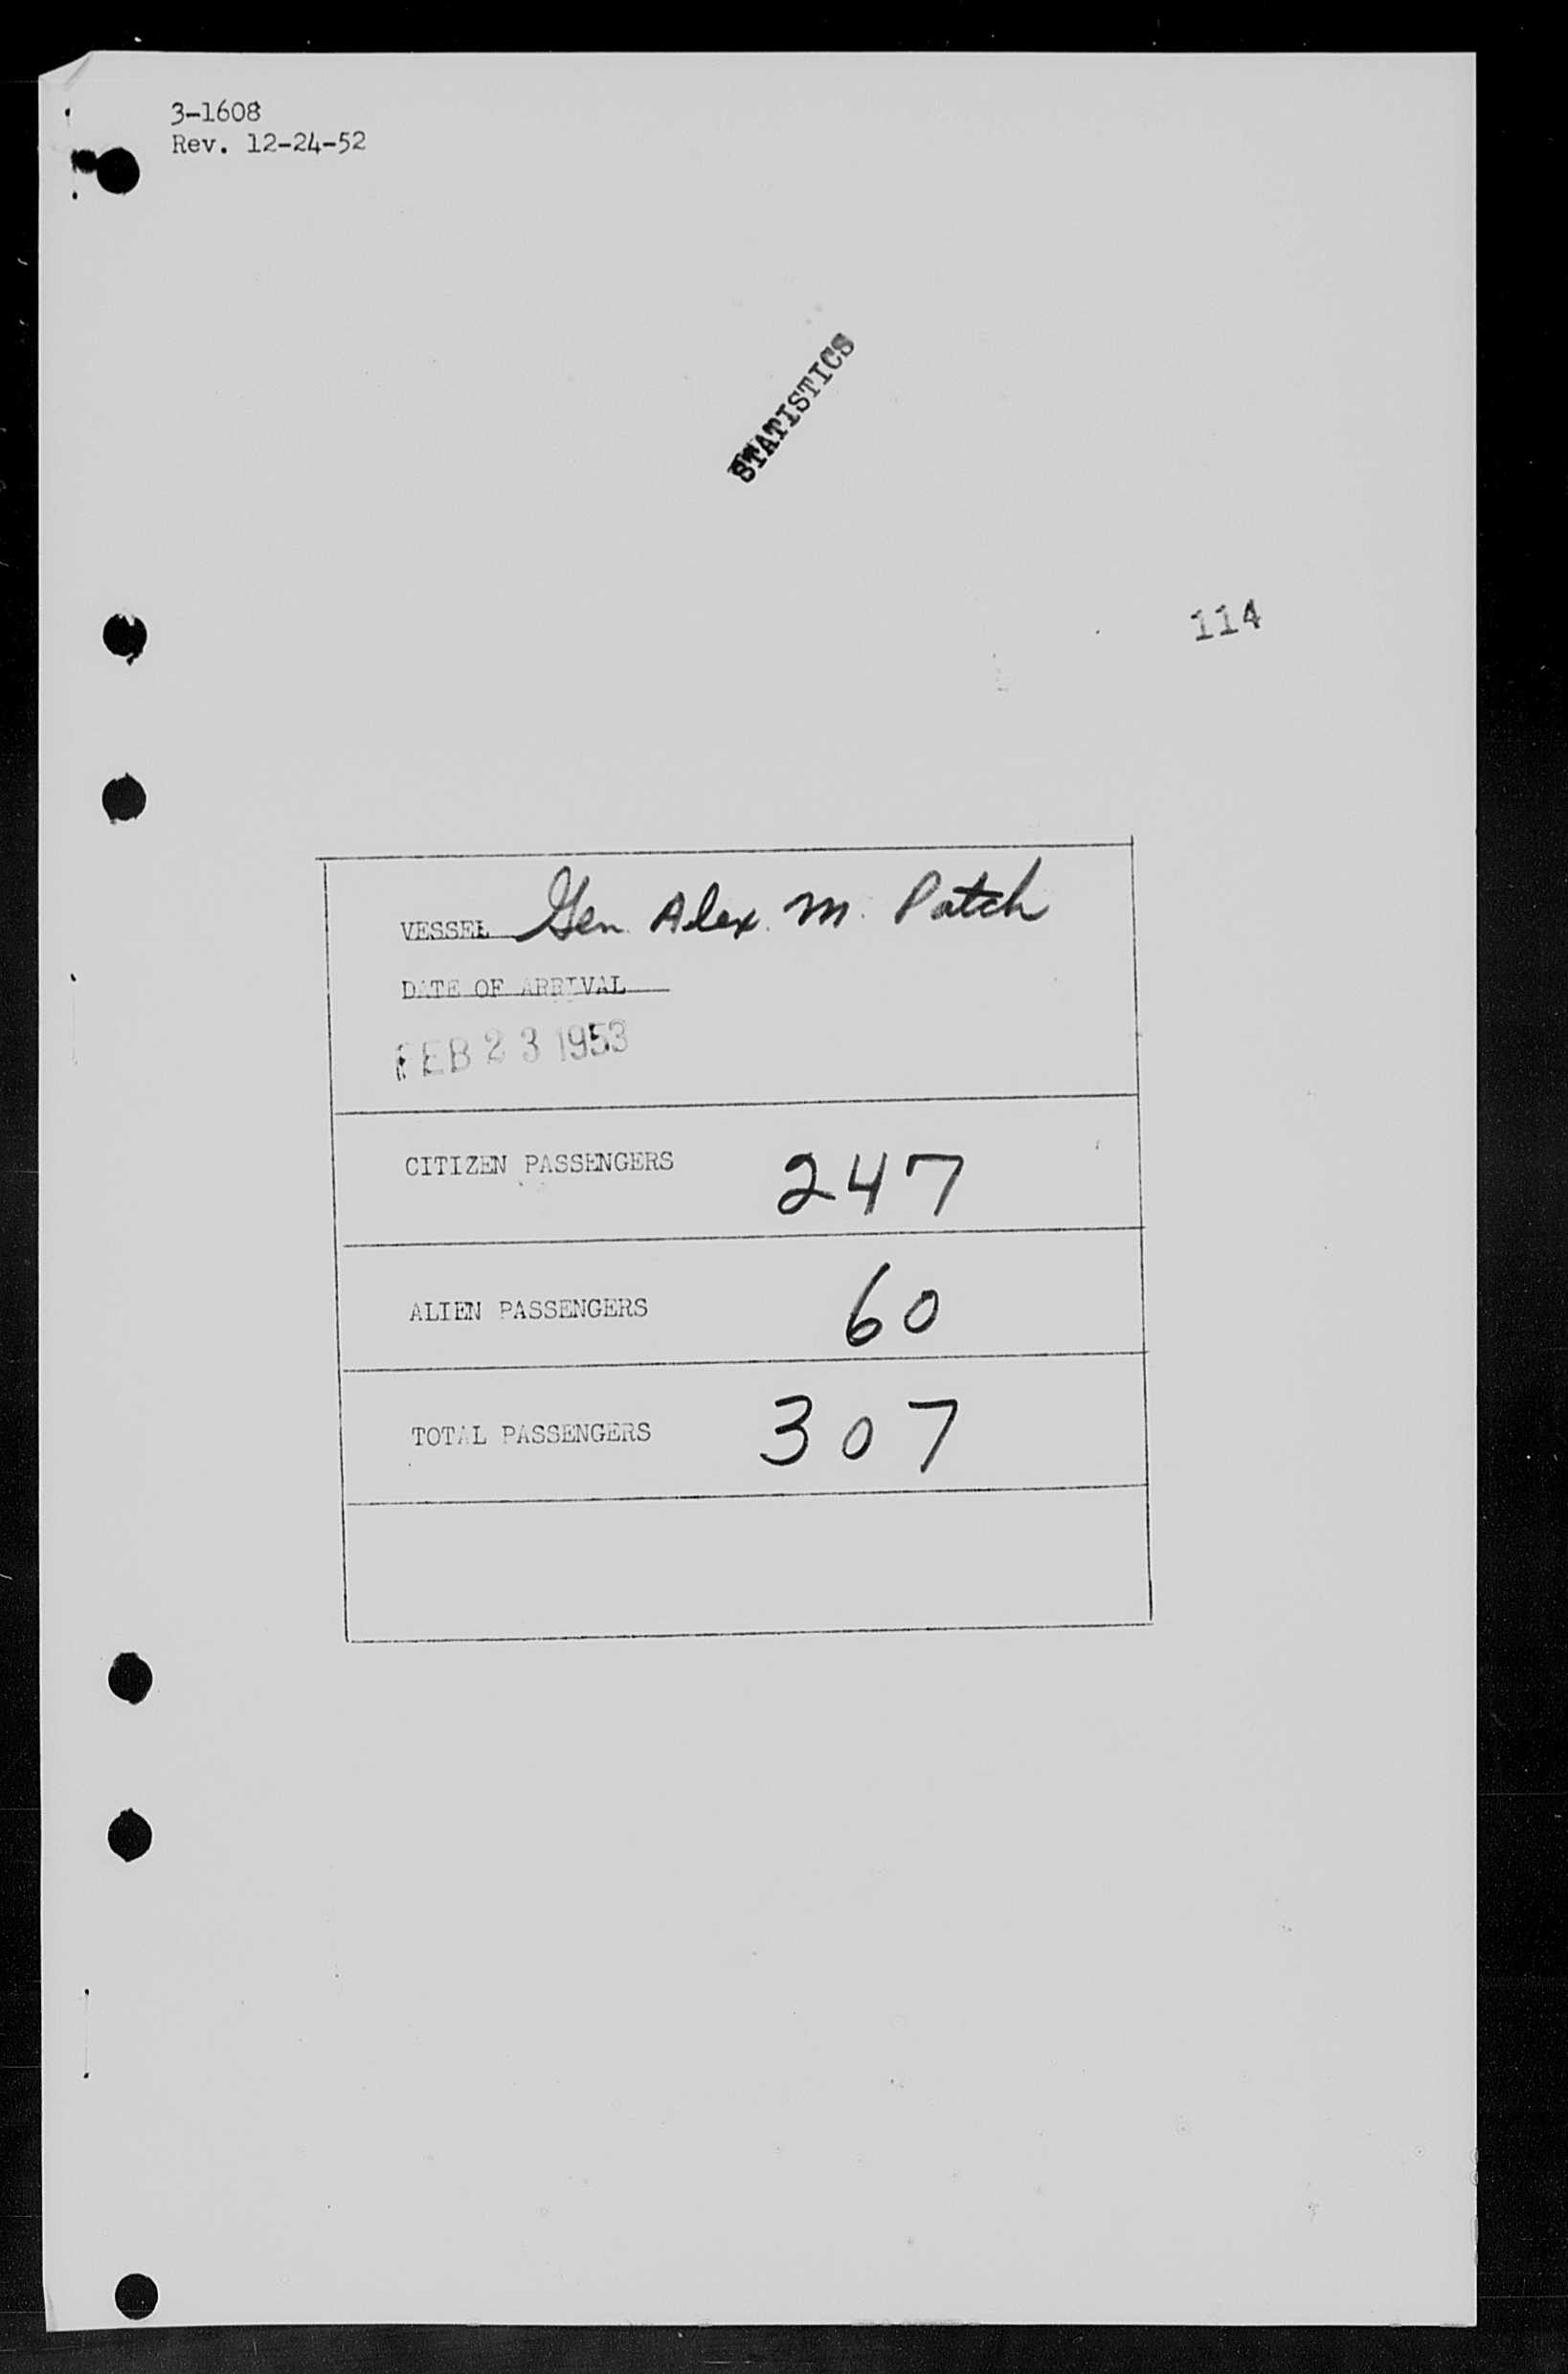 3-1608
Rev. 12-24-52
STATISTICS
114
VESSEL Gen. Alex. M. Patch
DATE OF ARRIVAL
FEB 23 1953
CITIZEN PASSENGERS 247
ALIEN PASSENGERS 60
TOTAL PASSENGERS 307